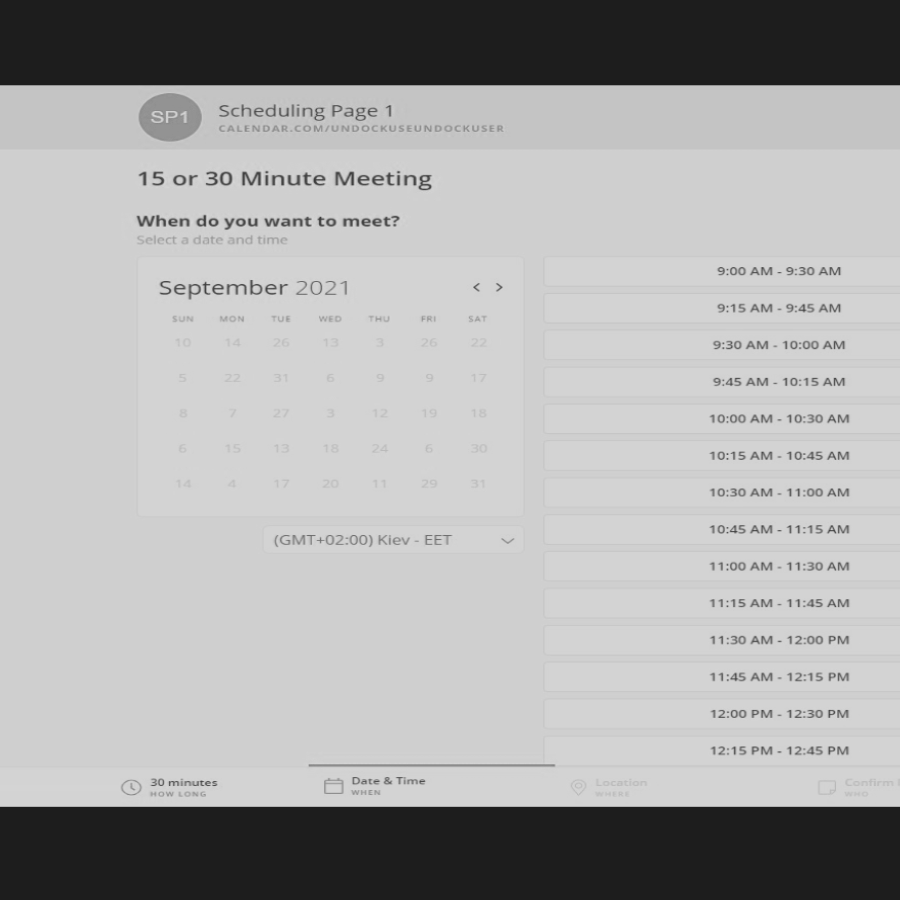 SP1
Scheduling Page 1
CALENDAR.COM/UNDOCKUSEUNDOCKUSER
15 or 30 Minute Meeting
When do you want to meet?
Select a date and time
September 2021
< >
SUN MON TUE WED THU FRI SAT
10 14 26 13 3 26 22
5 22 31 6 9 9 17
8 7 27 3 12 19 18
6 15 13 18 24 6 30
14 4 17 20 11 29 31
(GMT+02:00) Kiev - EET
9:00 AM - 9:30 AM
9:15 AM - 9:45 AM
9:30 AM - 10:00 AM
9:45 AM - 10:15 AM
10:00 AM - 10:30 AM
10:15 AM - 10:45 AM
10:30 AM - 11:00 AM
10:45 AM - 11:15 AM
11:00 AM - 11:30 AM
11:15 AM - 11:45 AM
11:30 AM - 12:00 PM
11:45 AM - 12:15 PM
12:00 PM - 12:30 PM
12:15 PM - 12:45 PM
30 minutes
HOW LONG
Date & Time
WHEN
Location
WHERE
Confirm
WHO